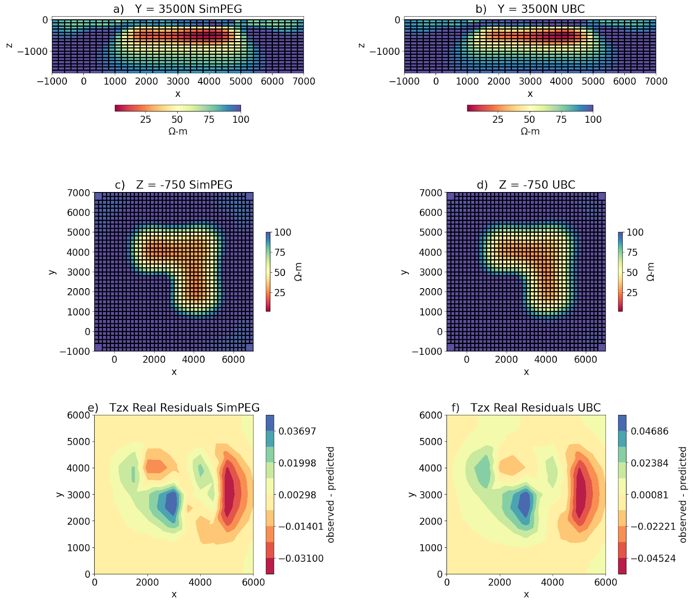 a) Y = 3500N SimPEG
b) Y = 3500N UBC
0
−1000
z
−1000 0 1000 2000 3000 4000 5000 6000 7000
x
25 50 75 100
Ω-m
0
−1000
z
−1000 0 1000 2000 3000 4000 5000 6000 7000
x
25 50 75 100
Ω-m
c) Z = -750 SimPEG
7000
6000
5000
4000
3000
2000
1000
0
−1000
y
0 2000 4000 6000
x
100
75
50
25
Ω-m
d) Z = -750 UBC
7000
6000
5000
4000
3000
2000
1000
0
−1000
y
0 2000 4000 6000
x
100
75
50
25
Ω-m
e) Tzx Real Residuals SimPEG
6000
5000
4000
3000
2000
1000
0
y
0 2000 4000 6000
x
0.03697
0.01998
0.00298
−0.01401
−0.03100
observed - predicted
f) Tzx Real Residuals UBC
6000
5000
4000
3000
2000
1000
0
y
0 2000 4000 6000
x
0.04686
0.02384
0.00081
−0.02221
−0.04524
observed - predicted